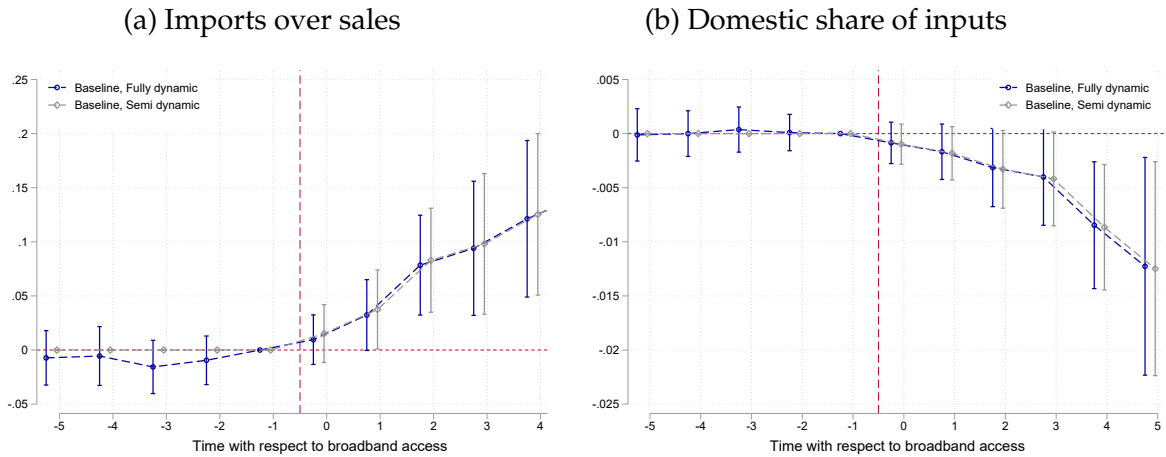 (a) Imports over sales
.25
.2
.15
.1
.05
0
-.05
Baseline, Fully dynamic
Baseline, Semi dynamic
-5 -4 -3 -2 -1 0 1 2 3 4
Time with respect to broadband access
(b) Domestic share of inputs
.005
0
-.005
-.01
-.015
-.02
-.025
Baseline, Fully dynamic
Baseline, Semi dynamic
-5 -4 -3 -2 -1 0 1 2 3 4 5
Time with respect to broadband access